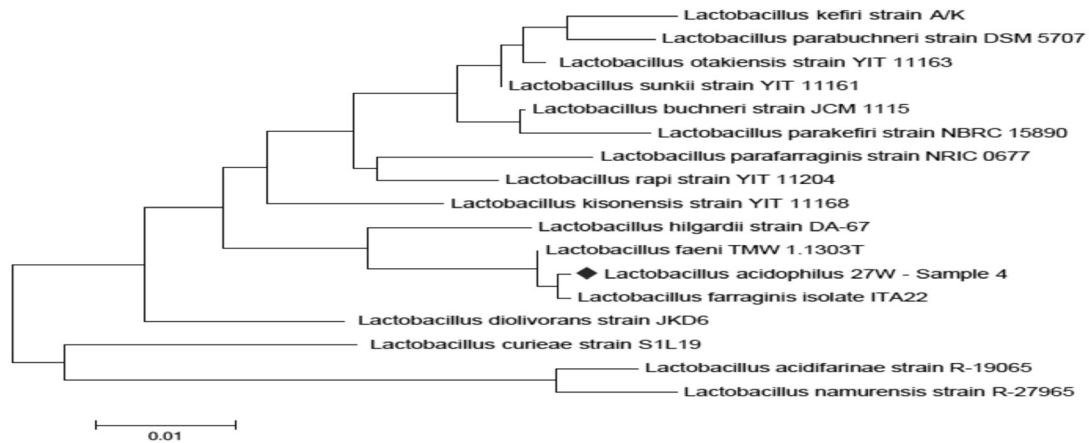 Lactobacillus kefiri strain A/K
Lactobacillus parabuchneri strain DSM 5707
Lactobacillus otakiensis strain YIT 11163
Lactobacillus sunkii strain YIT 11161
Lactobacillus buchneri strain JCM 1115
Lactobacillus parakefiri strain NBRC 15890
Lactobacillus parafarraginis strain NRIC 0677
Lactobacillus rapi strain YIT 11204
Lactobacillus kisonensis strain YIT 11168
Lactobacillus hilgardii strain DA-67
Lactobacillus faeni TMW 1.1303T
Lactobacillus acidophilus 27W - Sample 4
Lactobacillus farraginis isolate ITA22
Lactobacillus diolivorans strain JKD6
Lactobacillus curieae strain S1L19
Lactobacillus acidifarinae strain R-19065
Lactobacillus namurensis strain R-27965
0.01